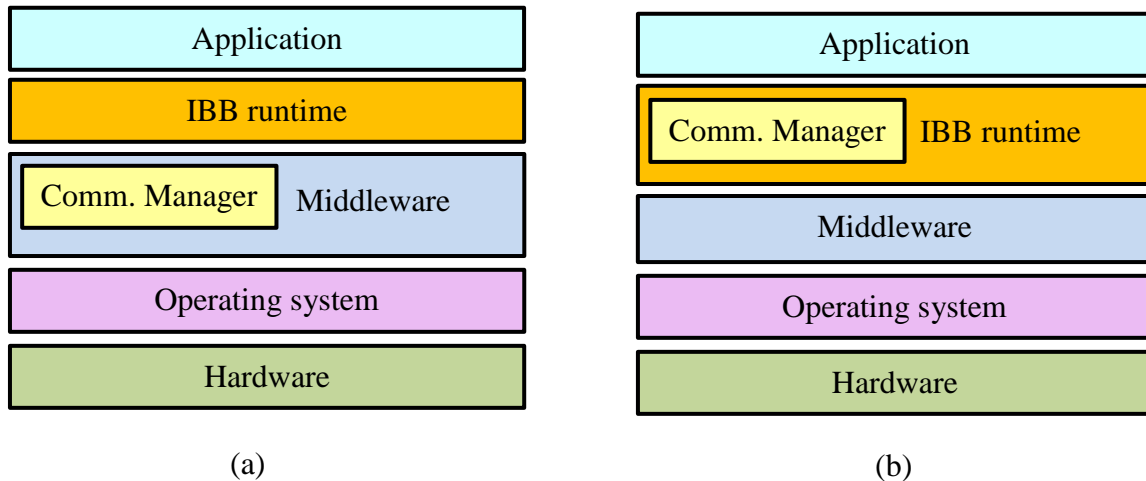 Application
IBB runtime
Comm. Manager Middleware
Operating system
Hardware
(a)
Application
Comm. Manager IBB runtime
Middleware
Operating system
Hardware
(b)